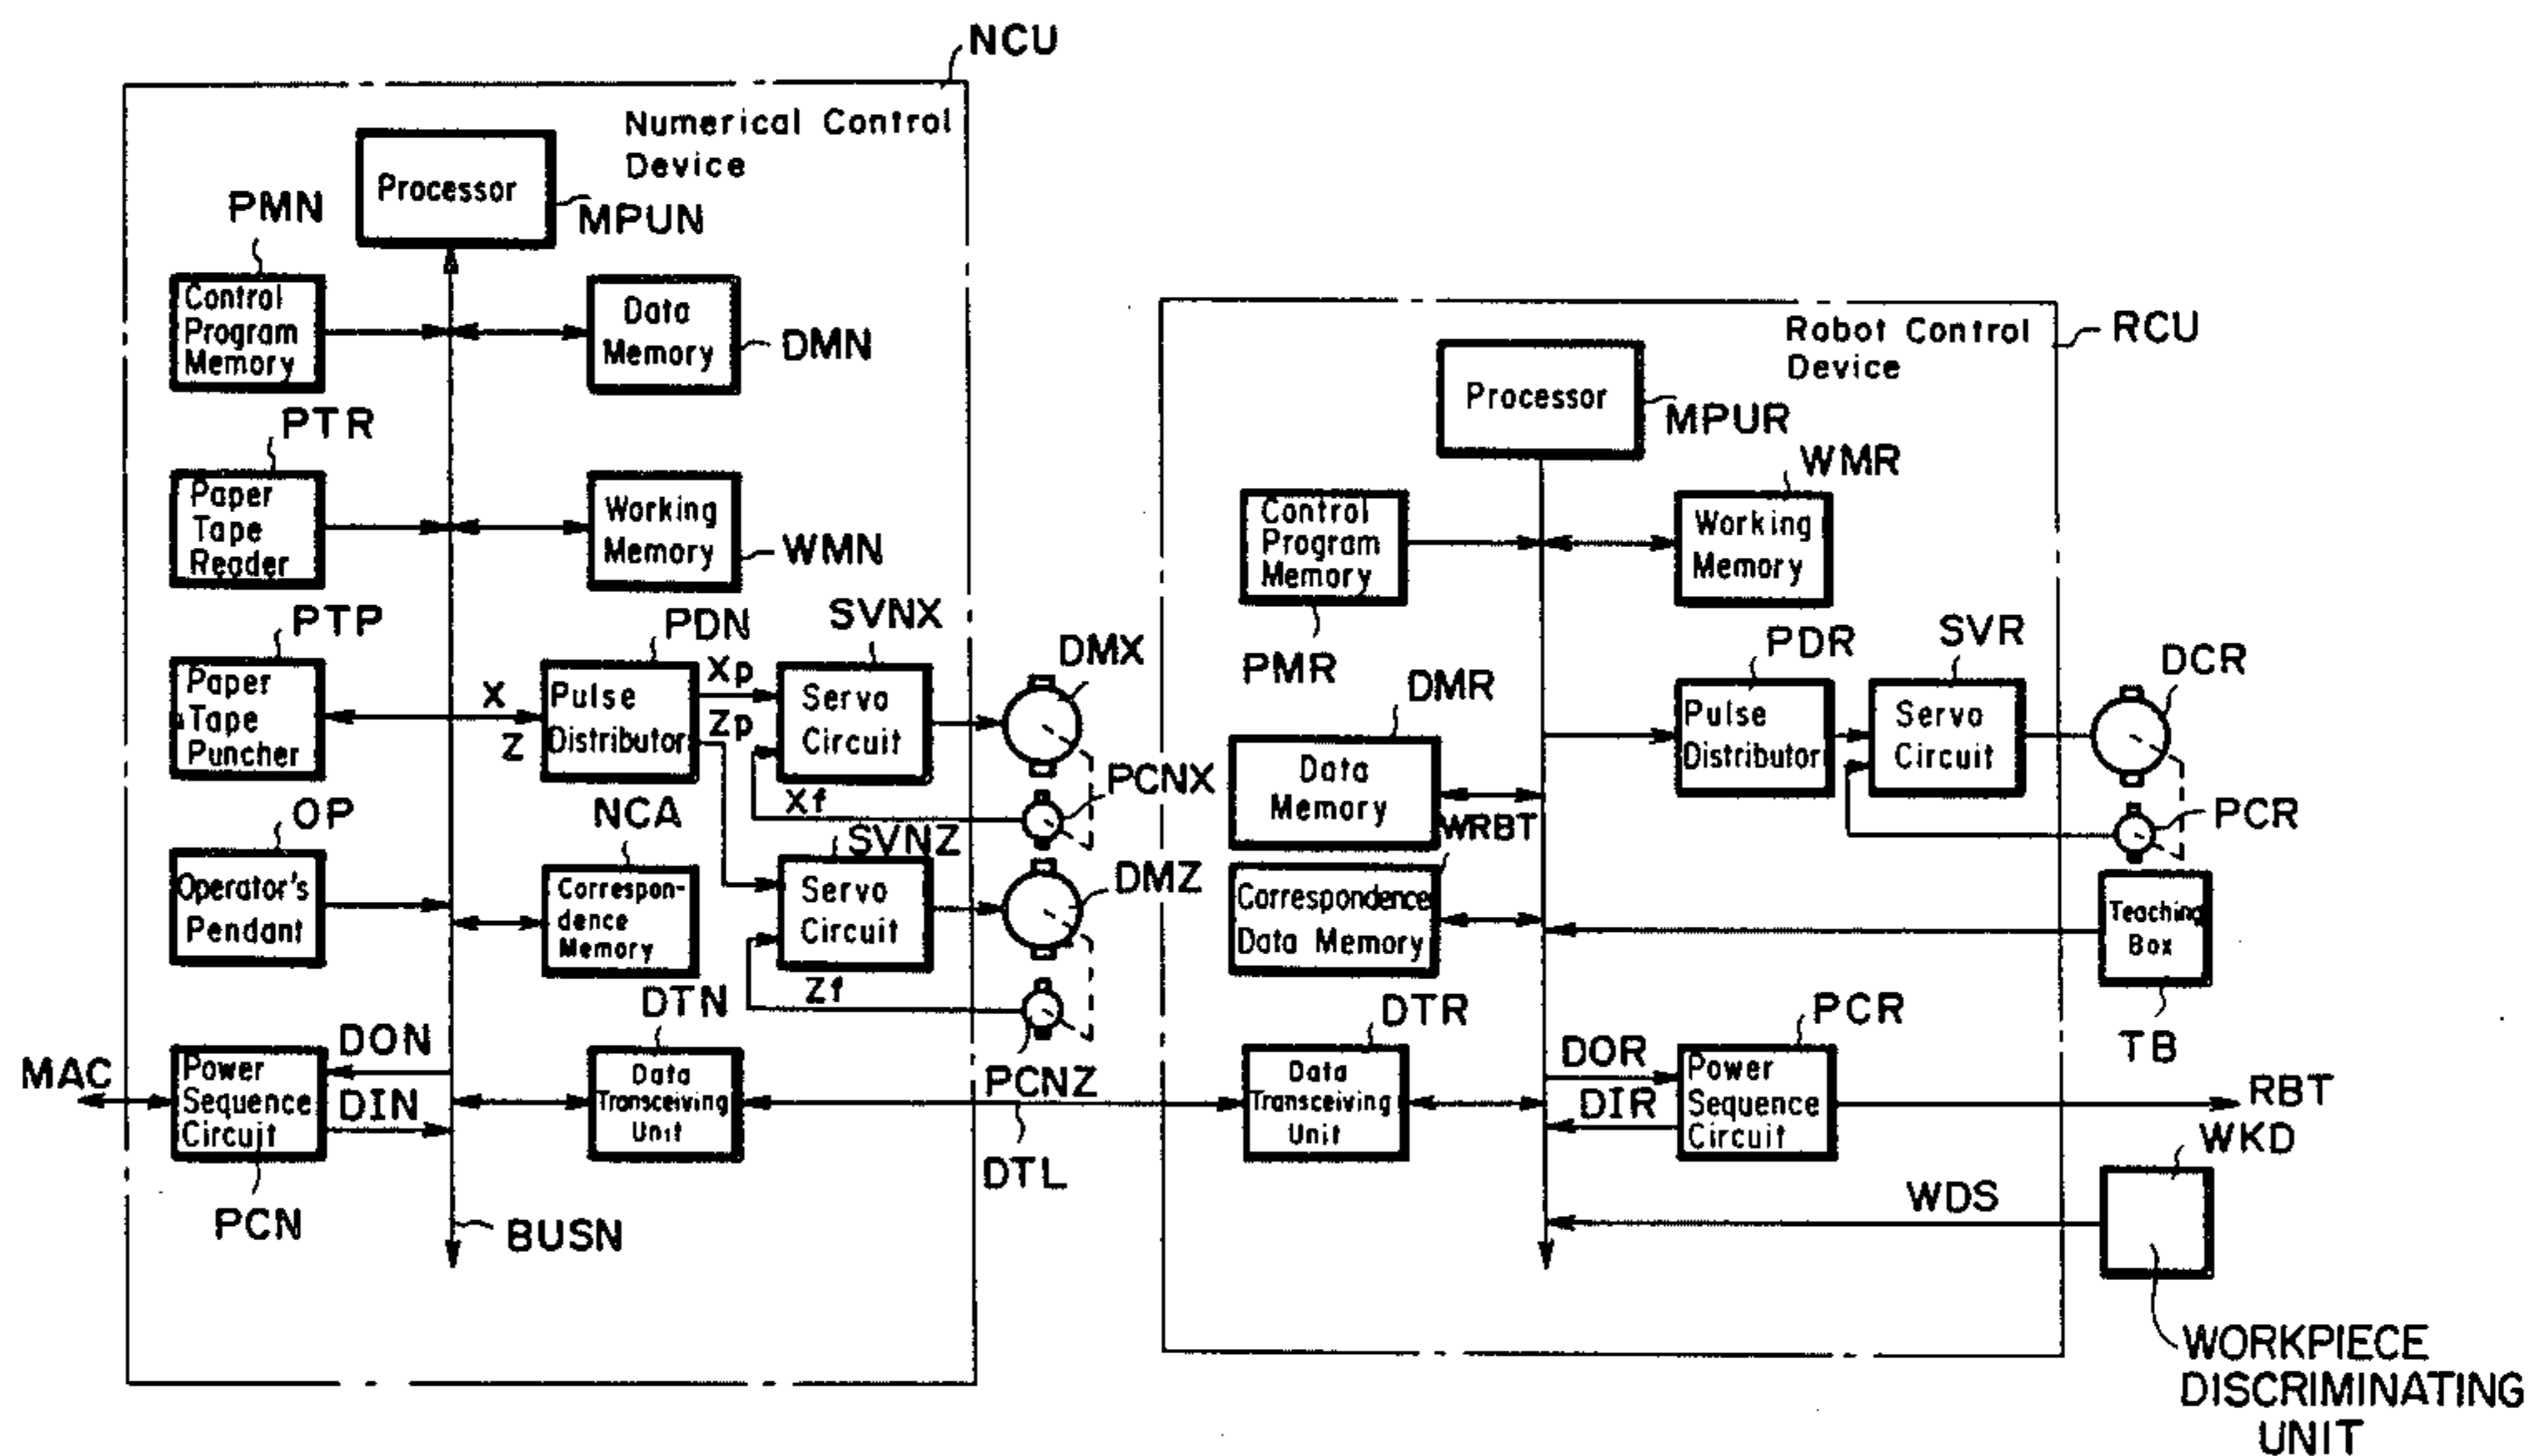 NCU
Numerical Control
Device
Processor
MPUN
PMN
Control
Program
Memory
Data
Memory
DMN
PTR
Paper
Tape
Reader
Working
Memory
WMN
PTP
Paper
Tape
Puncher
X
Z
PDN
Pulse
Distributor
Xp
Zp
SVNX
Servo
Circuit
DMX
Xf
PCNX
OP
Operator's
Pendant
NCA
Correspon-
dence
Memory
SVNZ
Servo
Circuit
DMZ
Zf
PCNZ
MAC
Power
Sequence
Circuit
PCN
DON
DIN
DTN
Data
Transceiving
Unit
DTL
BUSN
RCU
Robot Control
Device
Processor
MPUR
WMR
Control
Program
Memory
PMR
Working
Memory
DMR
Data
Memory
PDR
Pulse
Distributor
SVR
Servo
Circuit
DCR
PCR
WRBT
Correspondence
Data Memory
Teaching
Box
TB
DTR
Data
Transceiving
Unit
DOR
DIR
PCR
Power
Sequence
Circuit
RBT
WKD
WDS
WORKPIECE
DISCRIMINATING
UNIT